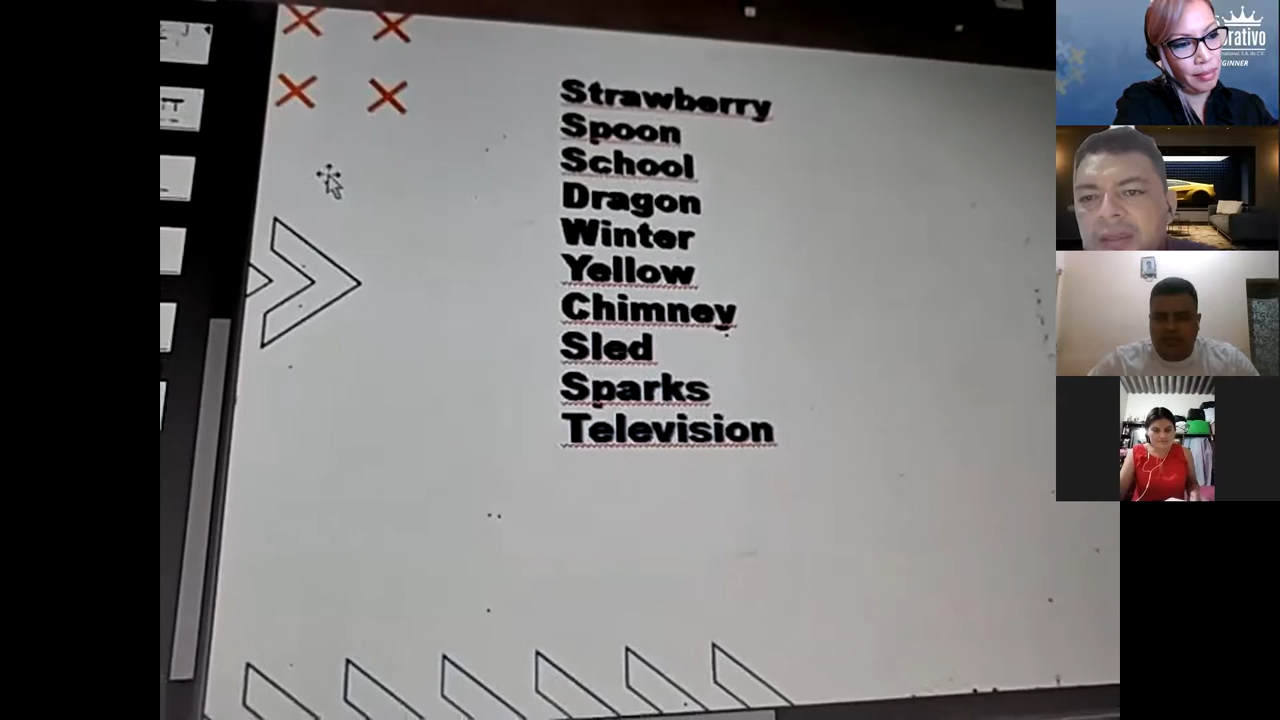 Strawberry
Spoon
School
Dragon
Winter
Yellow
Chimney
Sled
Sparks
Television